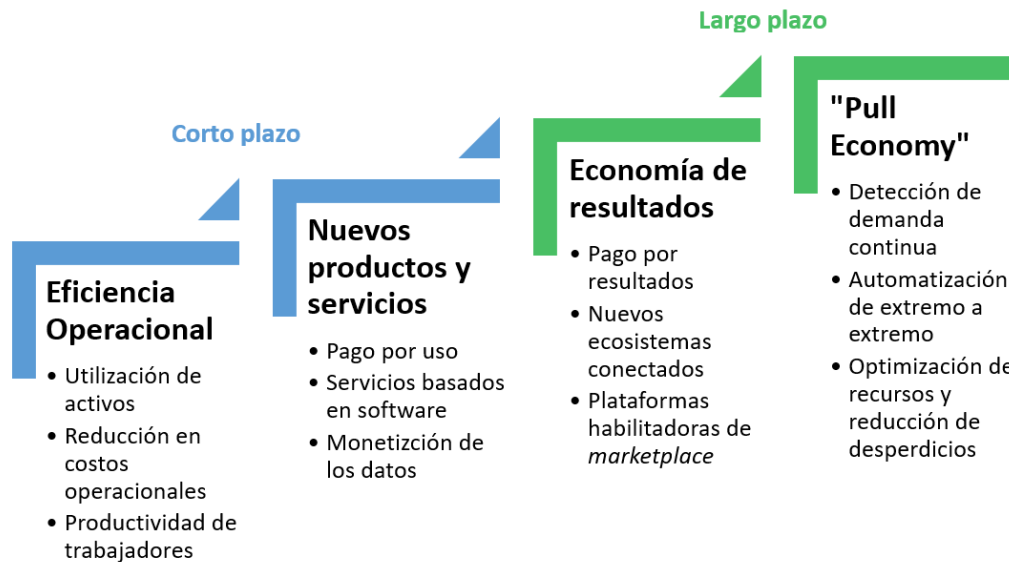 Corto plazo
Largo plazo
Eficiencia
Operacional
• Utilización de
activos
• Reducción en
costos
operacionales
• Productividad de
trabajadores
Nuevos
productos y
servicios
• Pago por uso
• Servicios basados
en software
• Monetizción de
los datos
Economía de
resultados
• Pago por
resultados
• Nuevos
ecosistemas
conectados
• Plataformas
habilitadoras de
marketplace
"Pull
Economy"
• Detección de
demanda
continua
• Automatización
de extremo a
extremo
• Optimización de
recursos y
reducción de
desperdicios